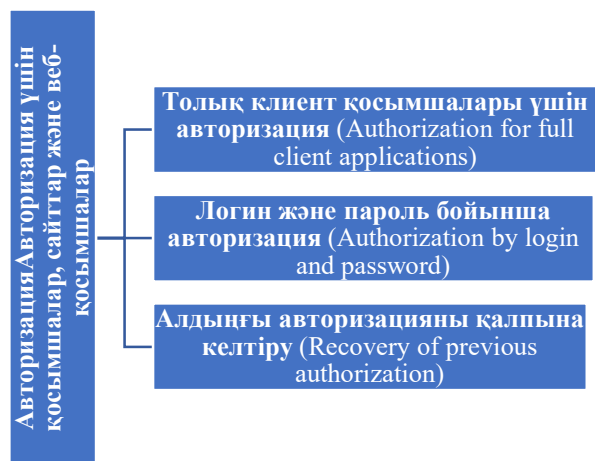 АвторизацияАвторизация үшін
қосымшалар, сайттар және веб-
қосымшалар
Толық клиент қосымшалары үшін
авторизация (Authorization for full
client applications)
Логин және пароль бойынша
авторизация (Authorization by login
and password)
Алдыңғы авторизацияны қалпына
келтіру (Recovery of previous
authorization)